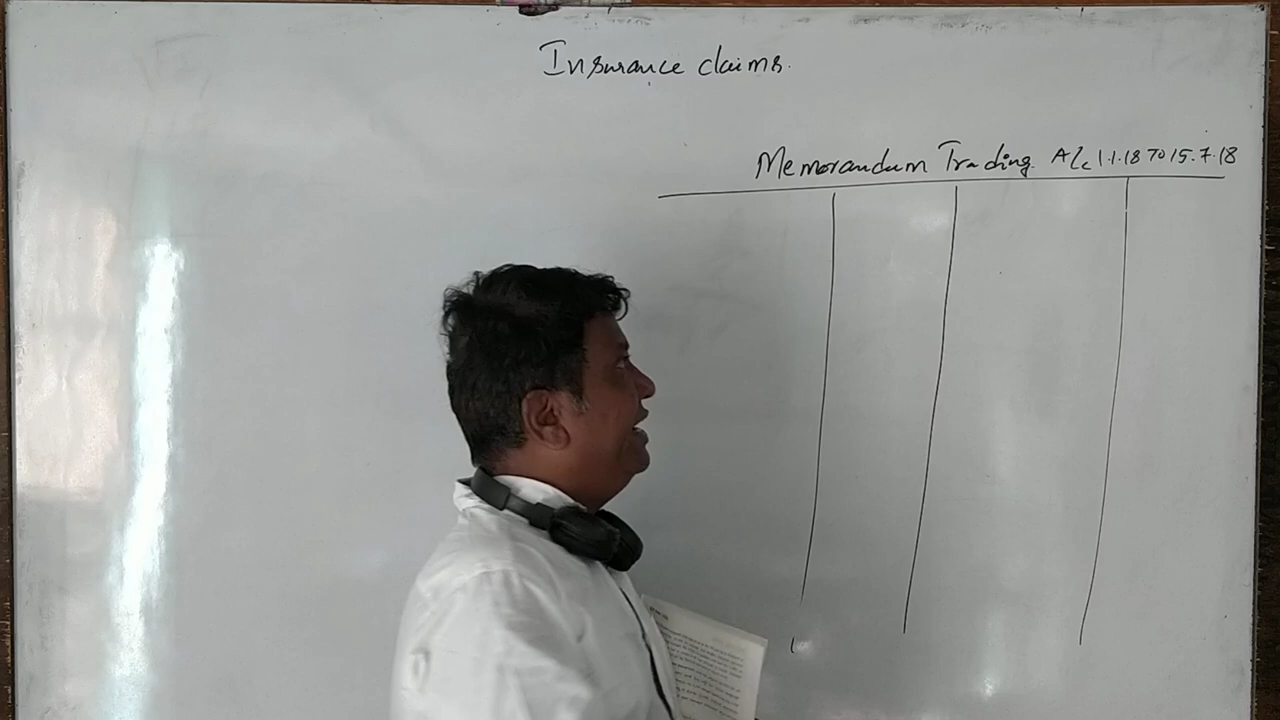 Insurance claims.
Memorandum Trading A/c 1.1.18 To 15.7.18